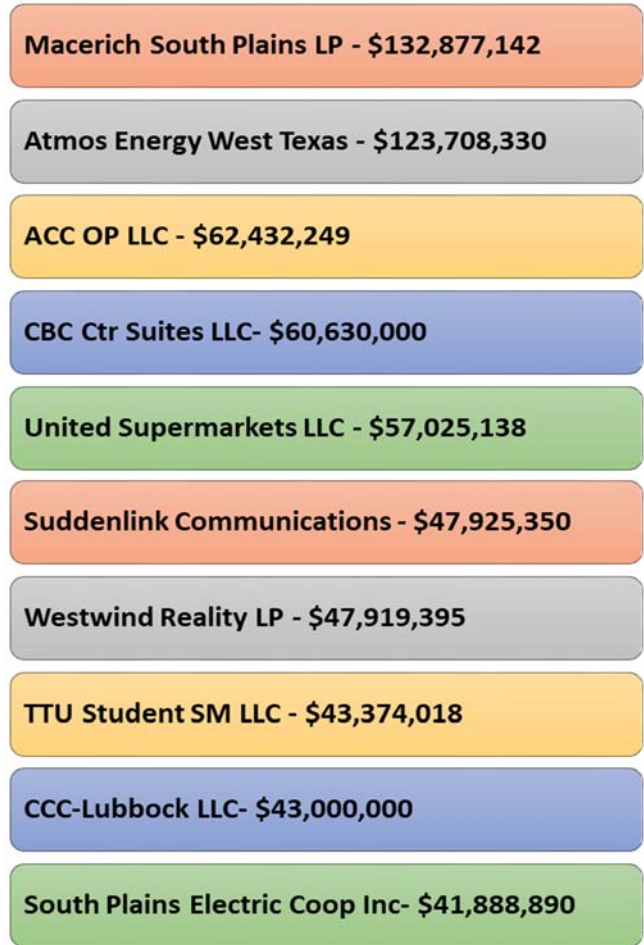 Macerich South Plains LP - $132,877,142
Atmos Energy West Texas - $123,708,330
ACC OP LLC - $62,432,249
CBC Ctr Suites LLC- $60,630,000
United Supermarkets LLC - $57,025,138
Suddenlink Communications - $47,925,350
Westwind Reality LP - $47,919,395
TTU Student SM LLC - $43,374,018
CCC-Lubbock LLC- $43,000,000
South Plains Electric Coop Inc- $41,888,890